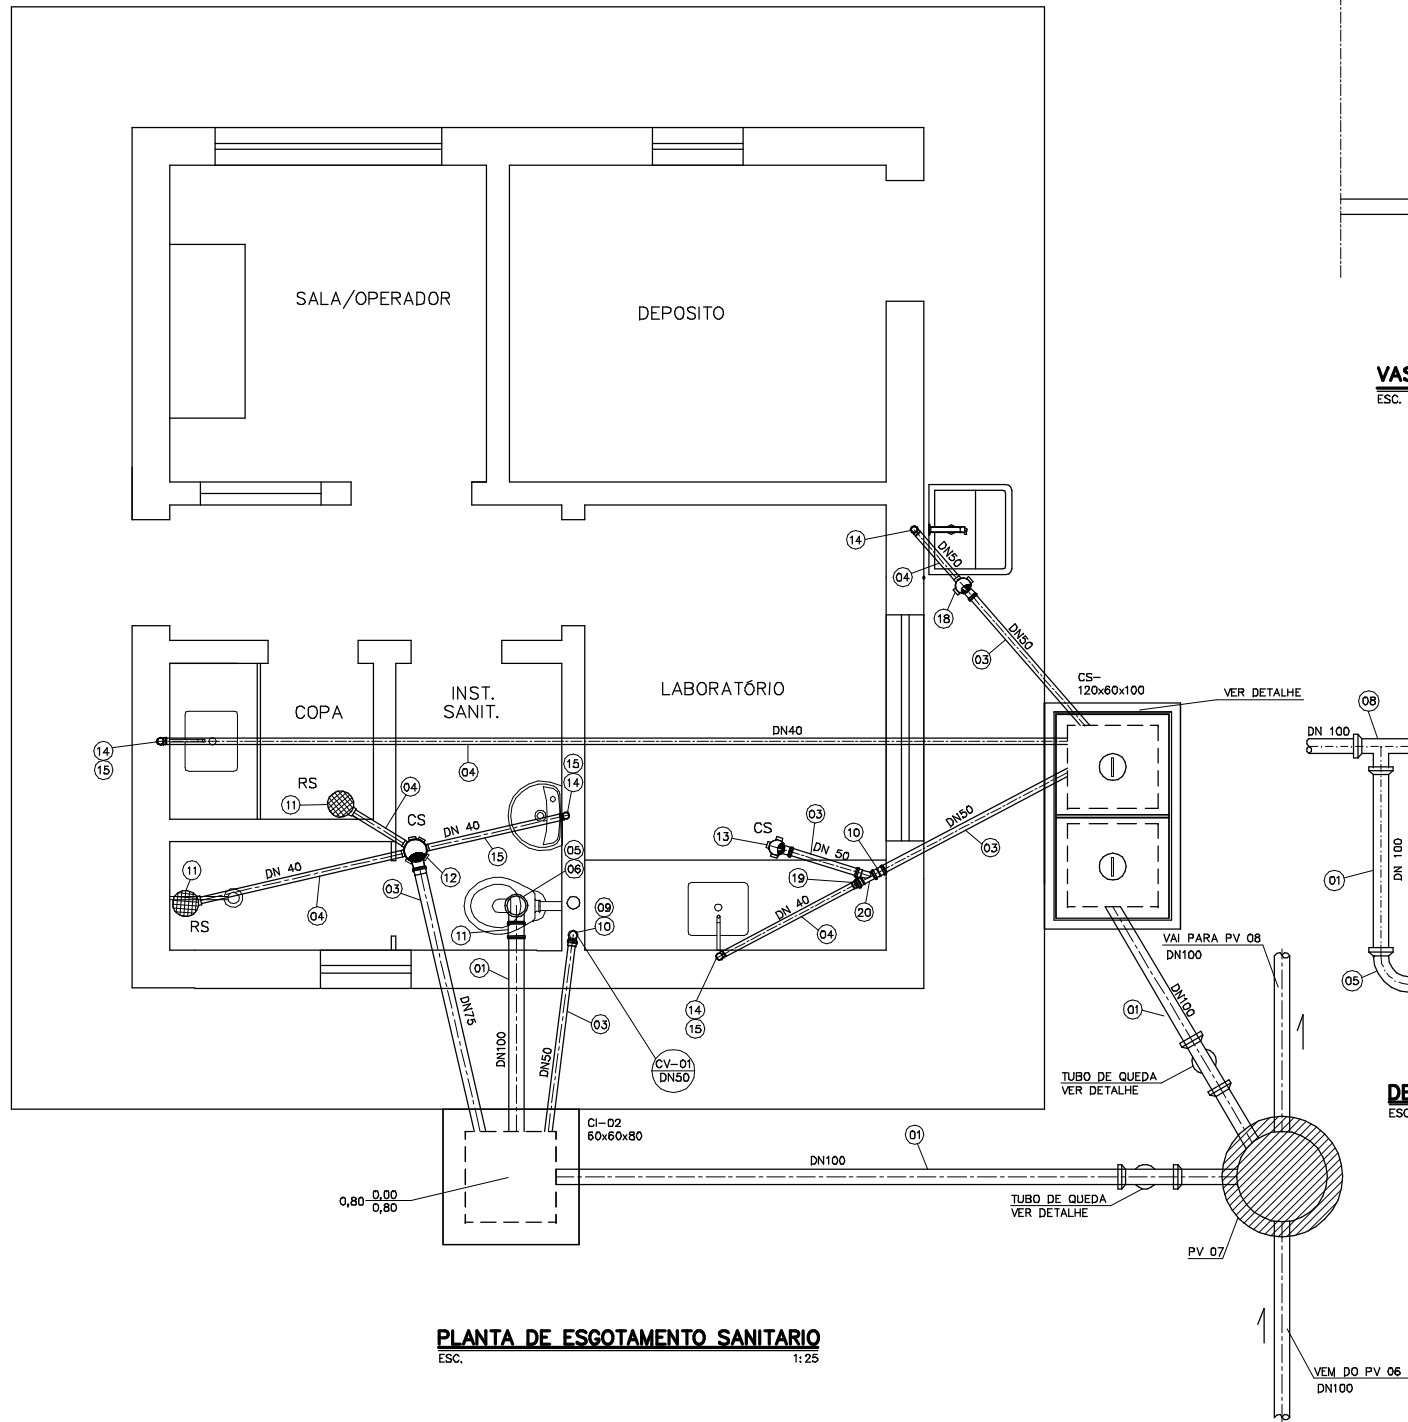 SALA/OPERADOR
DEPOSITO
VAS
ESC.
14
DN50
04
18
DN50
03
CS-
120x60x100
VER DETALHE
INST.
SANIT.
COPA
LABORATÓRIO
08
DN 100
DN40
14
15
04
15
14
RS
11
04
CS
DN 40
15
12
03
13
CS
03
DN 50
10
DN50
03
19
20
DN 40
04
05
06
11
DN 40
04
RS
03
11
09
10
01
DN 100
01
VAI PARA PV 08
DN100
05
01
DN100
03
14
15
DN75
DN100
DN50
CV-01
DN50
01
TUBO DE QUEDA
VER DETALHE
DE
ESC
CI-02
60x60x80
01
DN100
0,80
0,00
0,80
TUBO DE QUEDA
VER DETALHE
PV 07
PLANTA DE ESGOTAMENTO SANITARIO
ESC. 1:25
VEM DO PV 06
DN100